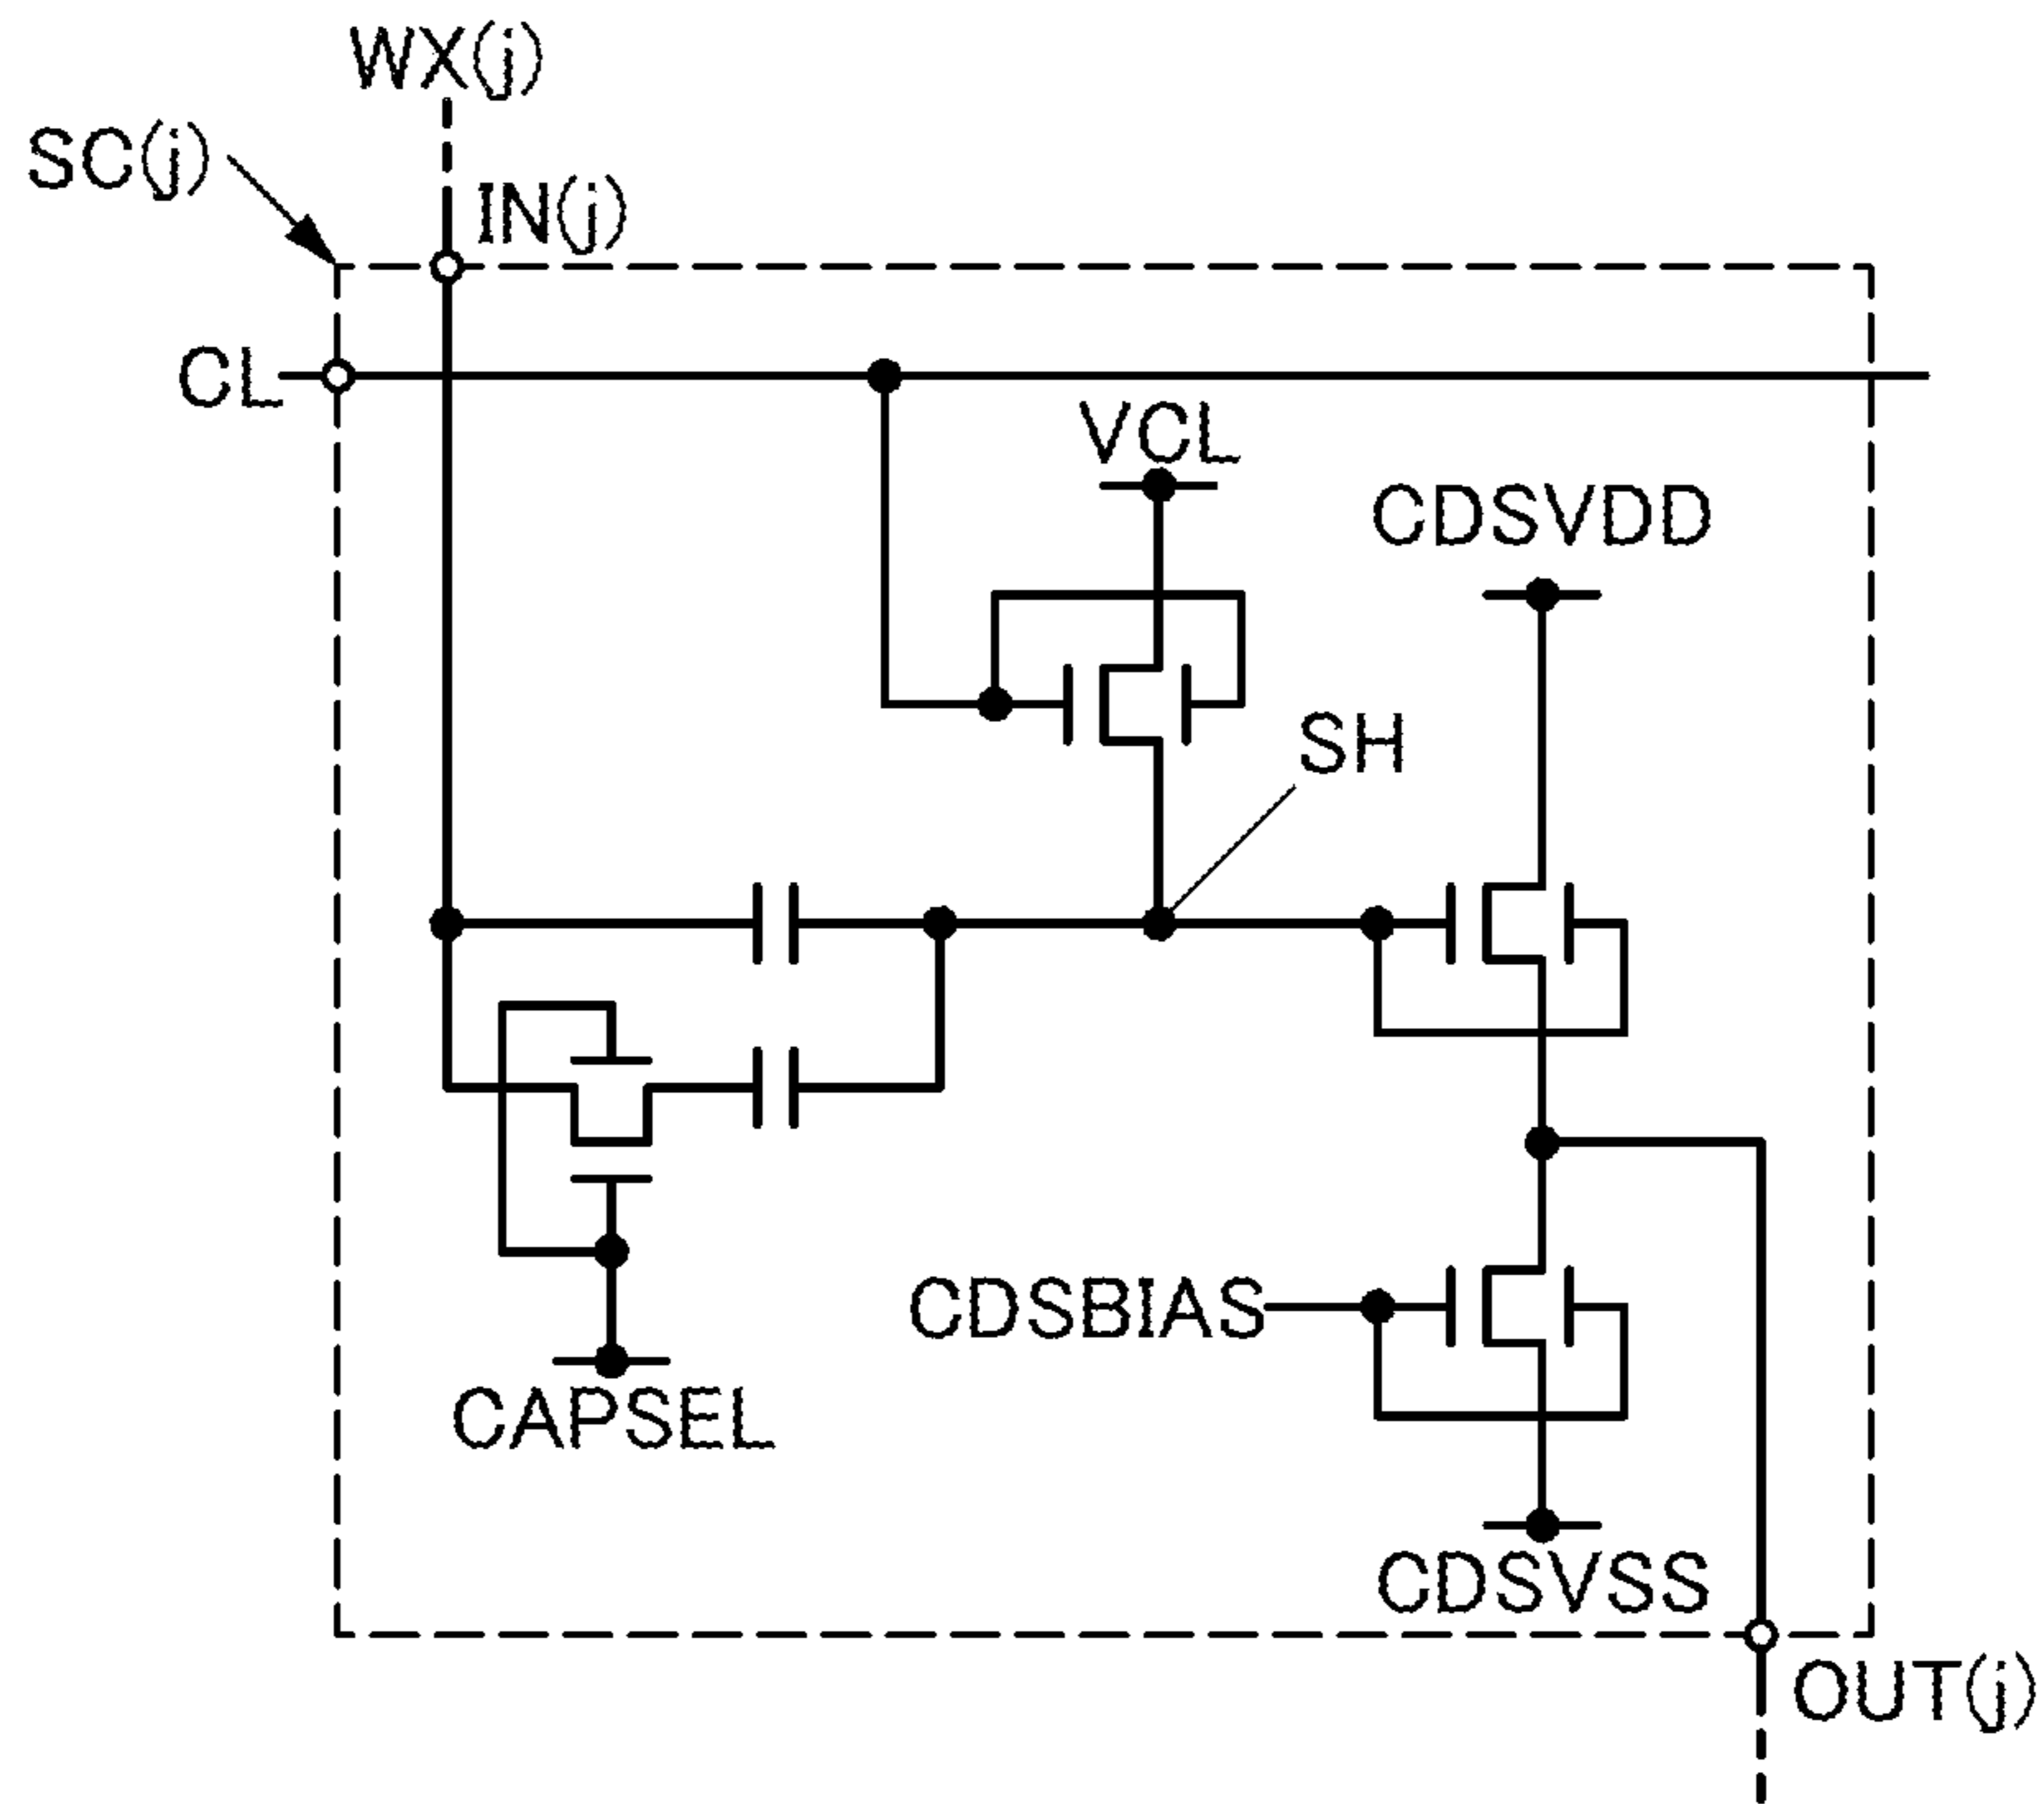 WX(j)
SC(j)
IN(j)
CL
VCL
CDSVDD
SH
CDSBIAS
CAPSEL
CDSVSS
OUT(j)